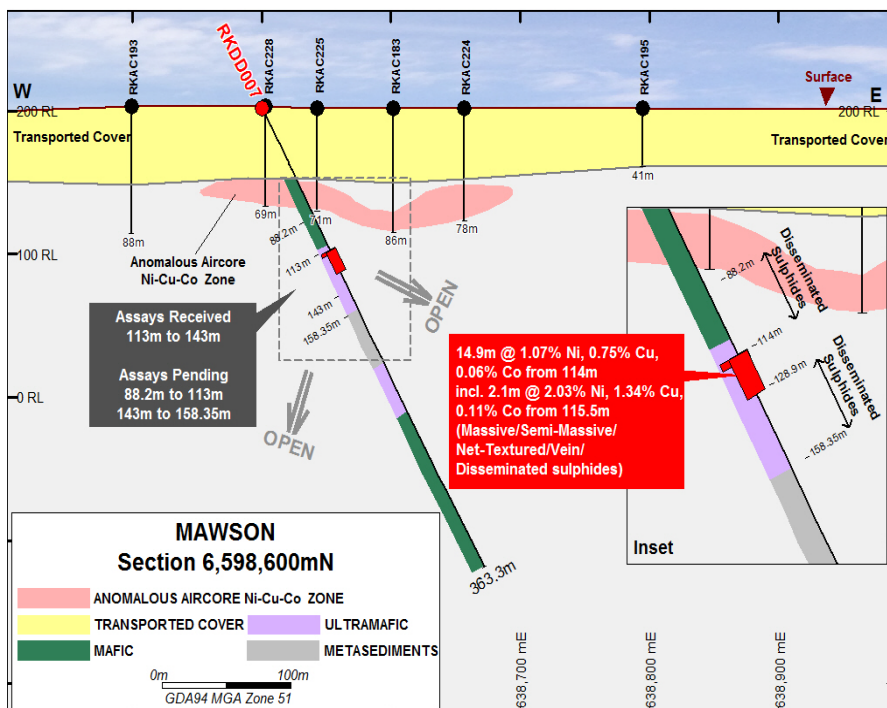 RKAC193
RKDD007
RKAC228
RKAC225
RKAC183
RKAC224
RKAC195
W
Surface
E
200 RL
200 RL
Transported Cover
Transported Cover
41m
69m
71m
88m
86m
78m
88.2m
Anomalous Aircore
Ni-Cu-Co Zone
100 RL
113m
143m
158.35m
OPEN
OPEN
Assays Received
113m to 143m
Assays Pending
88.2m to 113m
143m to 158.35m
0 RL
14.9m @ 1.07% Ni, 0.75% Cu,
0.06% Co from 114m
incl. 2.1m @ 2.03% Ni, 1.34% Cu,
0.11% Co from 115.5m
(Massive/Semi-Massive/
Net-Textured/Vein/
Disseminated sulphides)
363.3m
~88.2m
Disseminated
Sulphides
~114m
~128.9m
Disseminated
Sulphides
~158.35m
Inset
MAWSON
Section 6,598,600mN
ANOMALOUS AIRCORE Ni-Cu-Co ZONE
TRANSPORTED COVER
ULTRAMAFIC
MAFIC
METASEDIMENTS
0m
100m
GDA94 MGA Zone 51
638,700 mE
638,800 mE
638,900 mE